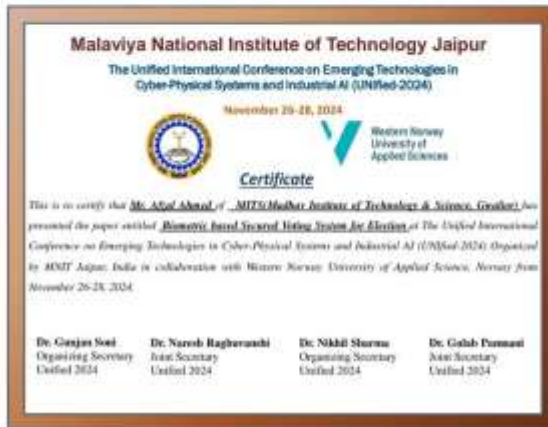 Malaviya National Institute of Technology Jaipur
The Unified International Conference on Emerging Technologies in
Cyber-Physical Systems and Industrial AI (UNIfied-2024)
November 26-28, 2024
Western Norway
University of
Applied Sciences
Certificate
This is to certify that Mr. Afzal Ahmed of MITS(Madhav Institute of Technology & Science, Gwalior) has
presented the paper entitled Biometric based Secured Voting System for Election at The Unified International
Conference on Emerging Technologies in Cyber-Physical Systems and Industrial AI (UNIfied-2024) Organized
by MNIT Jaipur, India in collaboration with Western Norway University of Applied Science, Norway from
November 26-28, 2024.
Dr. Gunjan Soni
Organizing Secretary
Unified 2024
Dr. Naresh Raghuvanshi
Joint Secretary
Unified 2024
Dr. Nikhil Sharma
Organizing Secretary
Unified 2024
Dr. Gulab Pamnani
Joint Secretary
Unified 2024